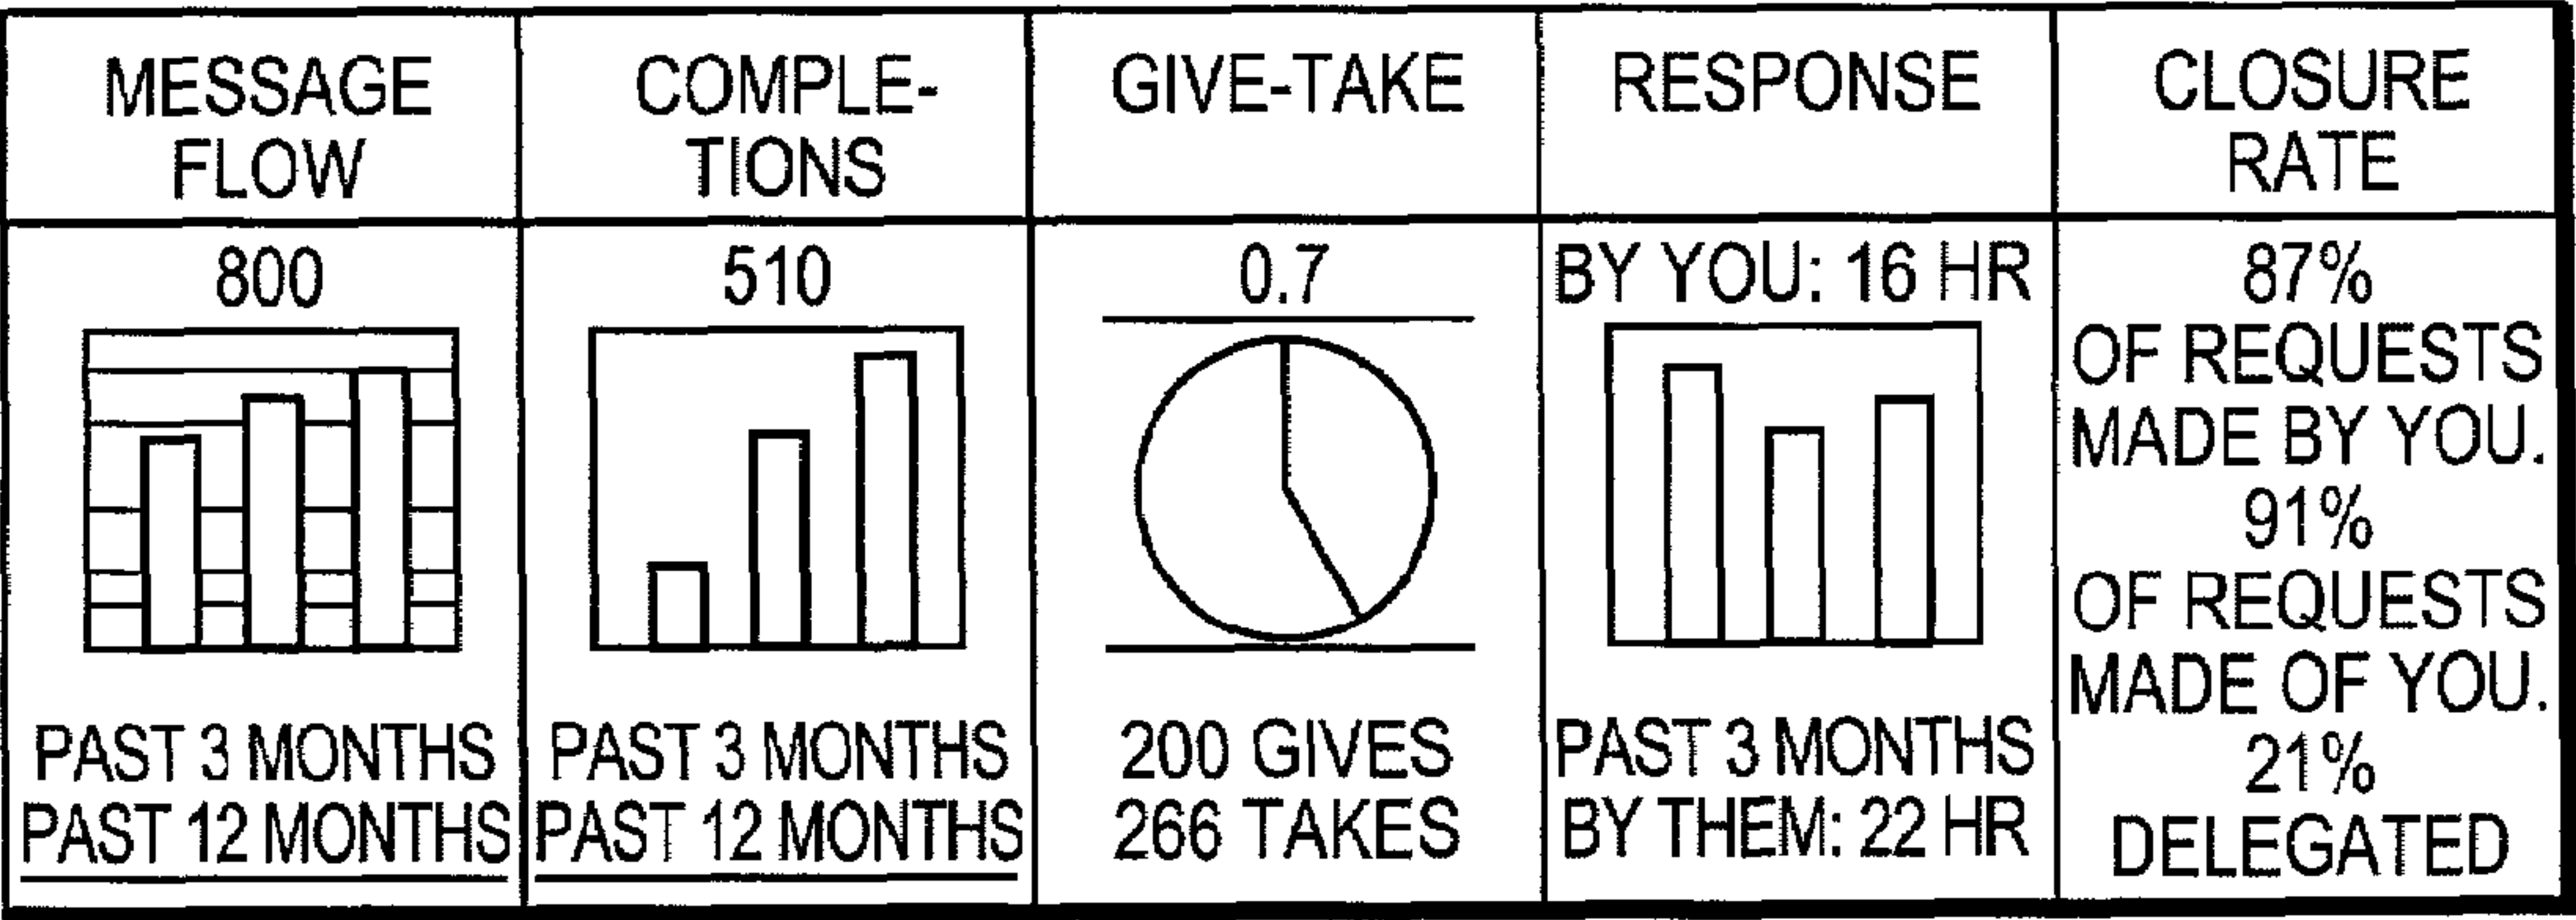 MESSAGE
FLOW
COMPLE-
TIONS
GIVE-TAKE
RESPONSE
CLOSURE
RATE
800
PAST 3 MONTHS
PAST 12 MONTHS
510
PAST 3 MONTHS
PAST 12 MONTHS
0.7
200 GIVES
266 TAKES
BY YOU: 16 HR
PAST 3 MONTHS
BY THEM: 22 HR
87%
OF REQUESTS
MADE BY YOU.
91%
OF REQUESTS
MADE OF YOU.
21%
DELEGATED